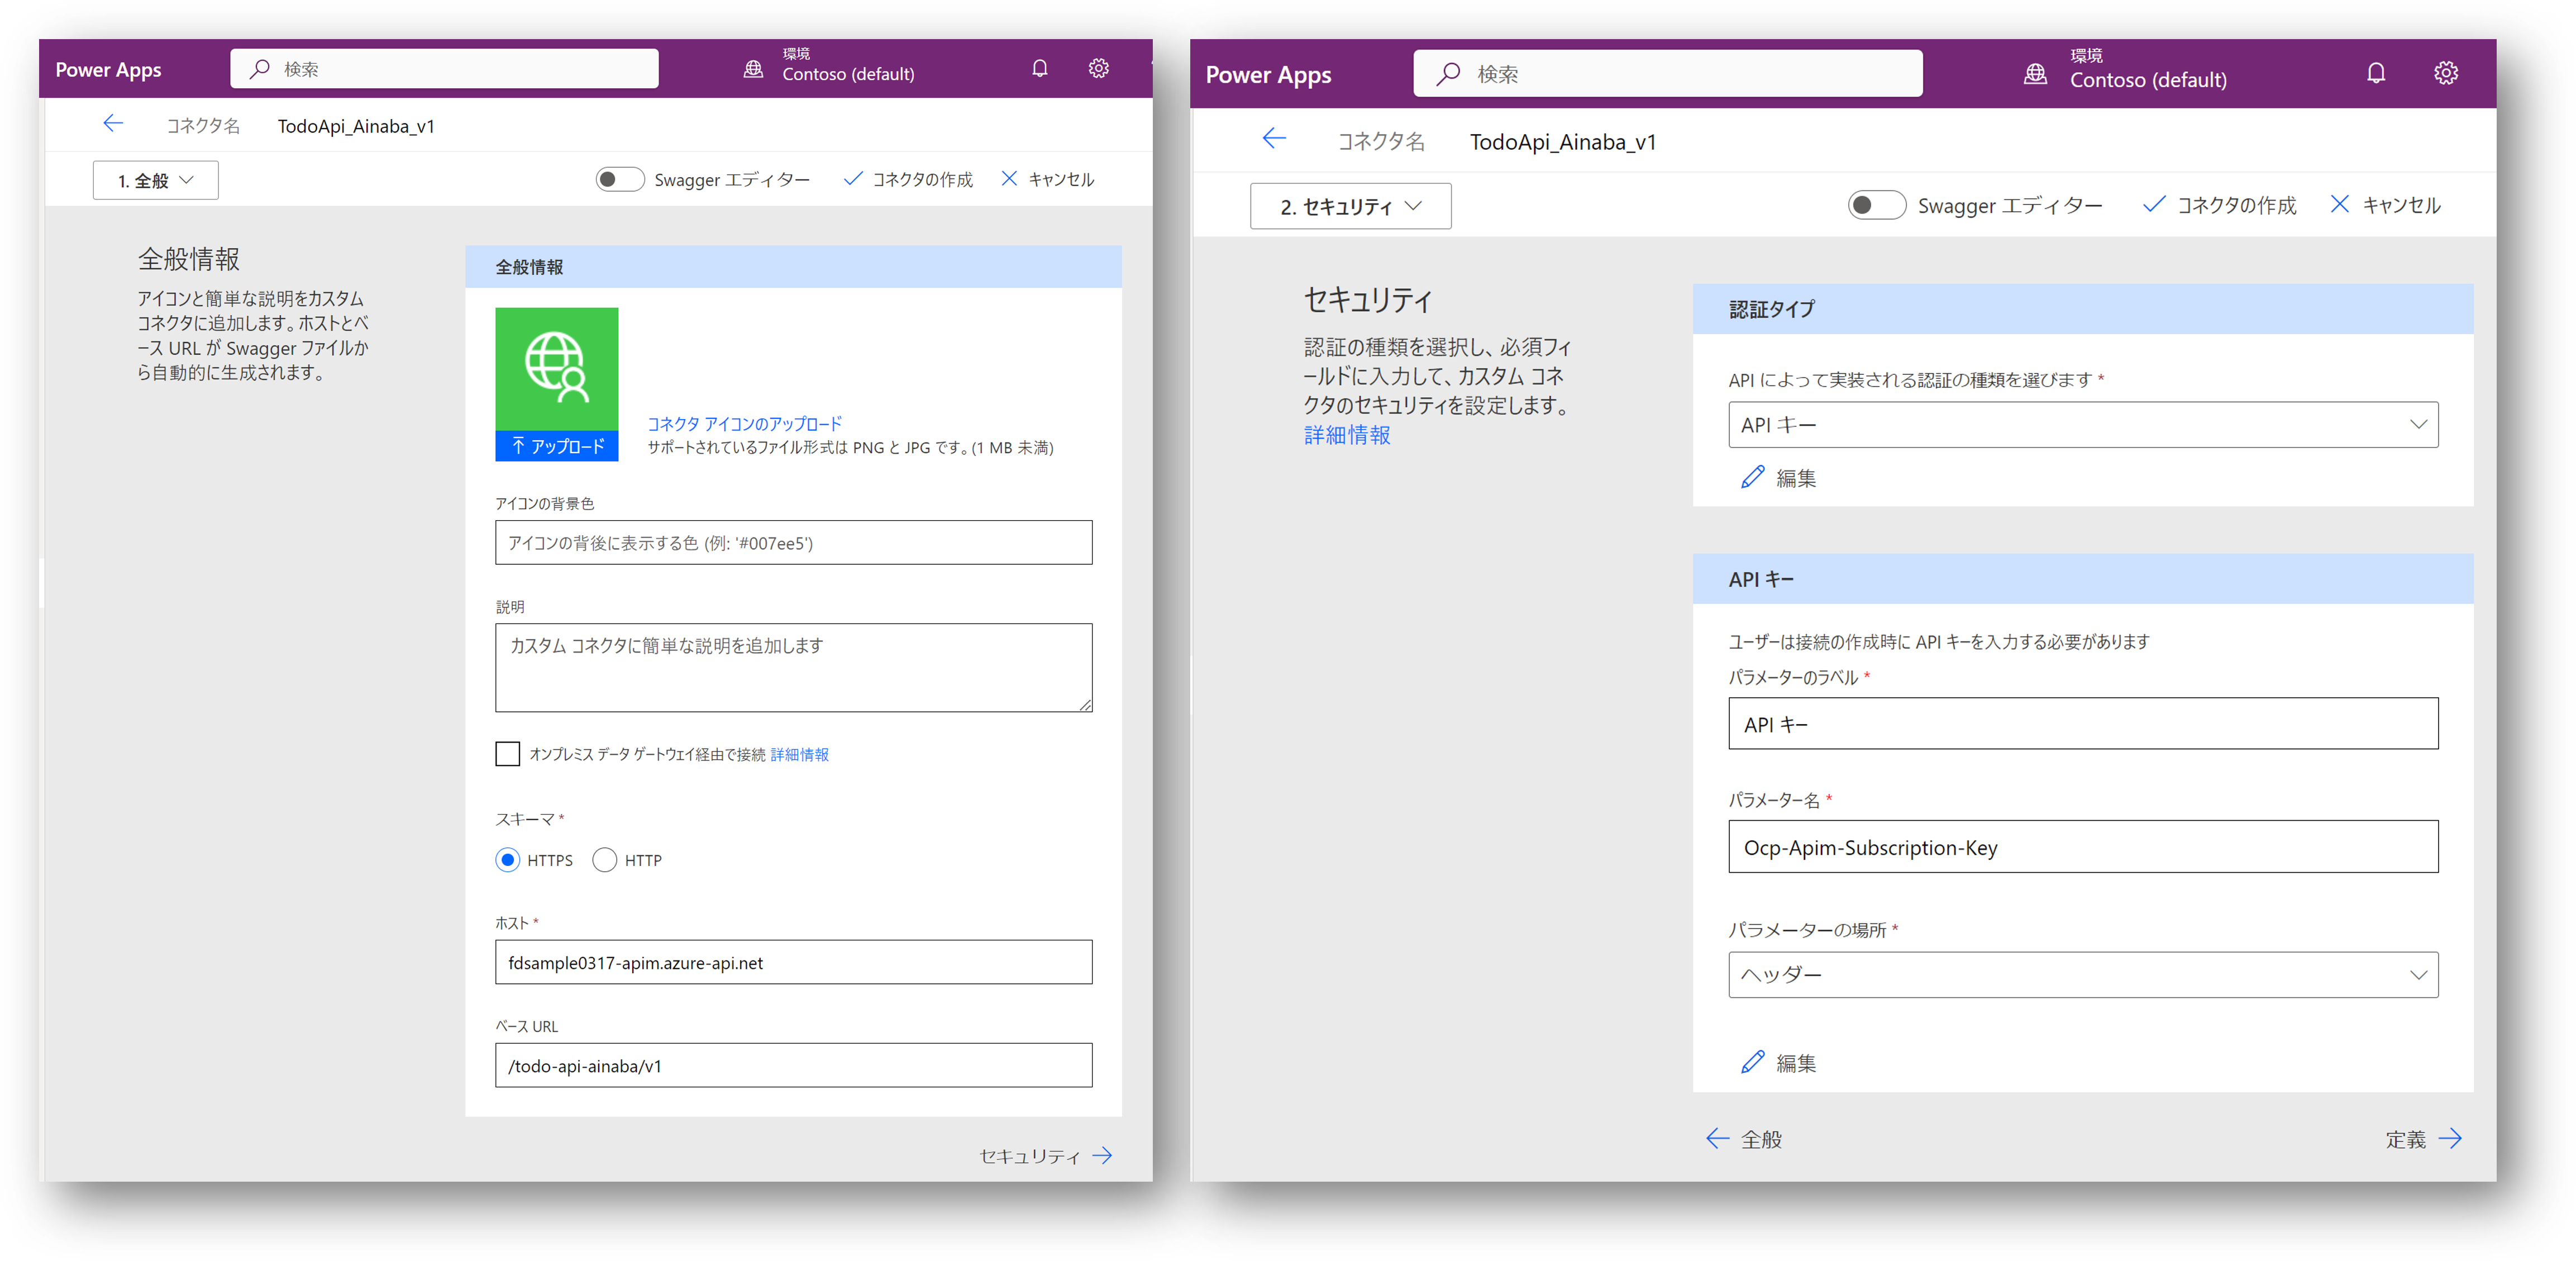 Power Apps
検索
環境
Contoso (default)
コネクタ名
TodoApi_Ainaba_v1
1. 全般
Swagger エディター
コネクタの作成
キャンセル
全般情報
アイコンと簡単な説明をカスタム
コネクタに追加します。ホストとベ
ース URL が Swagger ファイルか
ら自動的に生成されます。
全般情報
アップロード
コネクタ アイコンのアップロード
サポートされているファイル形式は PNG と JPG です。(1 MB 未満)
アイコンの背景色
アイコンの背後に表示する色 (例: '#007ee5')
説明
カスタム コネクタに簡単な説明を追加します
オンプレミス データ ゲートウェイ経由で接続 詳細情報
スキーマ *
HTTPS
HTTP
ホスト *
fdsample0317-apim.azure-api.net
ベース URL
/todo-api-ainaba/v1
セキュリティ
Power Apps
検索
環境
Contoso (default)
コネクタ名
TodoApi_Ainaba_v1
2. セキュリティ
Swagger エディター
コネクタの作成
キャンセル
セキュリティ
認証の種類を選択し、必須フィ
ールドに入力して、カスタム コネ
クタのセキュリティを設定します。
詳細情報
認証タイプ
API によって実装される認証の種類を選びます *
API キー
編集
API キー
ユーザーは接続の作成時に API キーを入力する必要があります
パラメーターのラベル *
API キー
パラメーター名 *
Ocp-Apim-Subscription-Key
パラメーターの場所 *
ヘッダー
編集
全般
定義